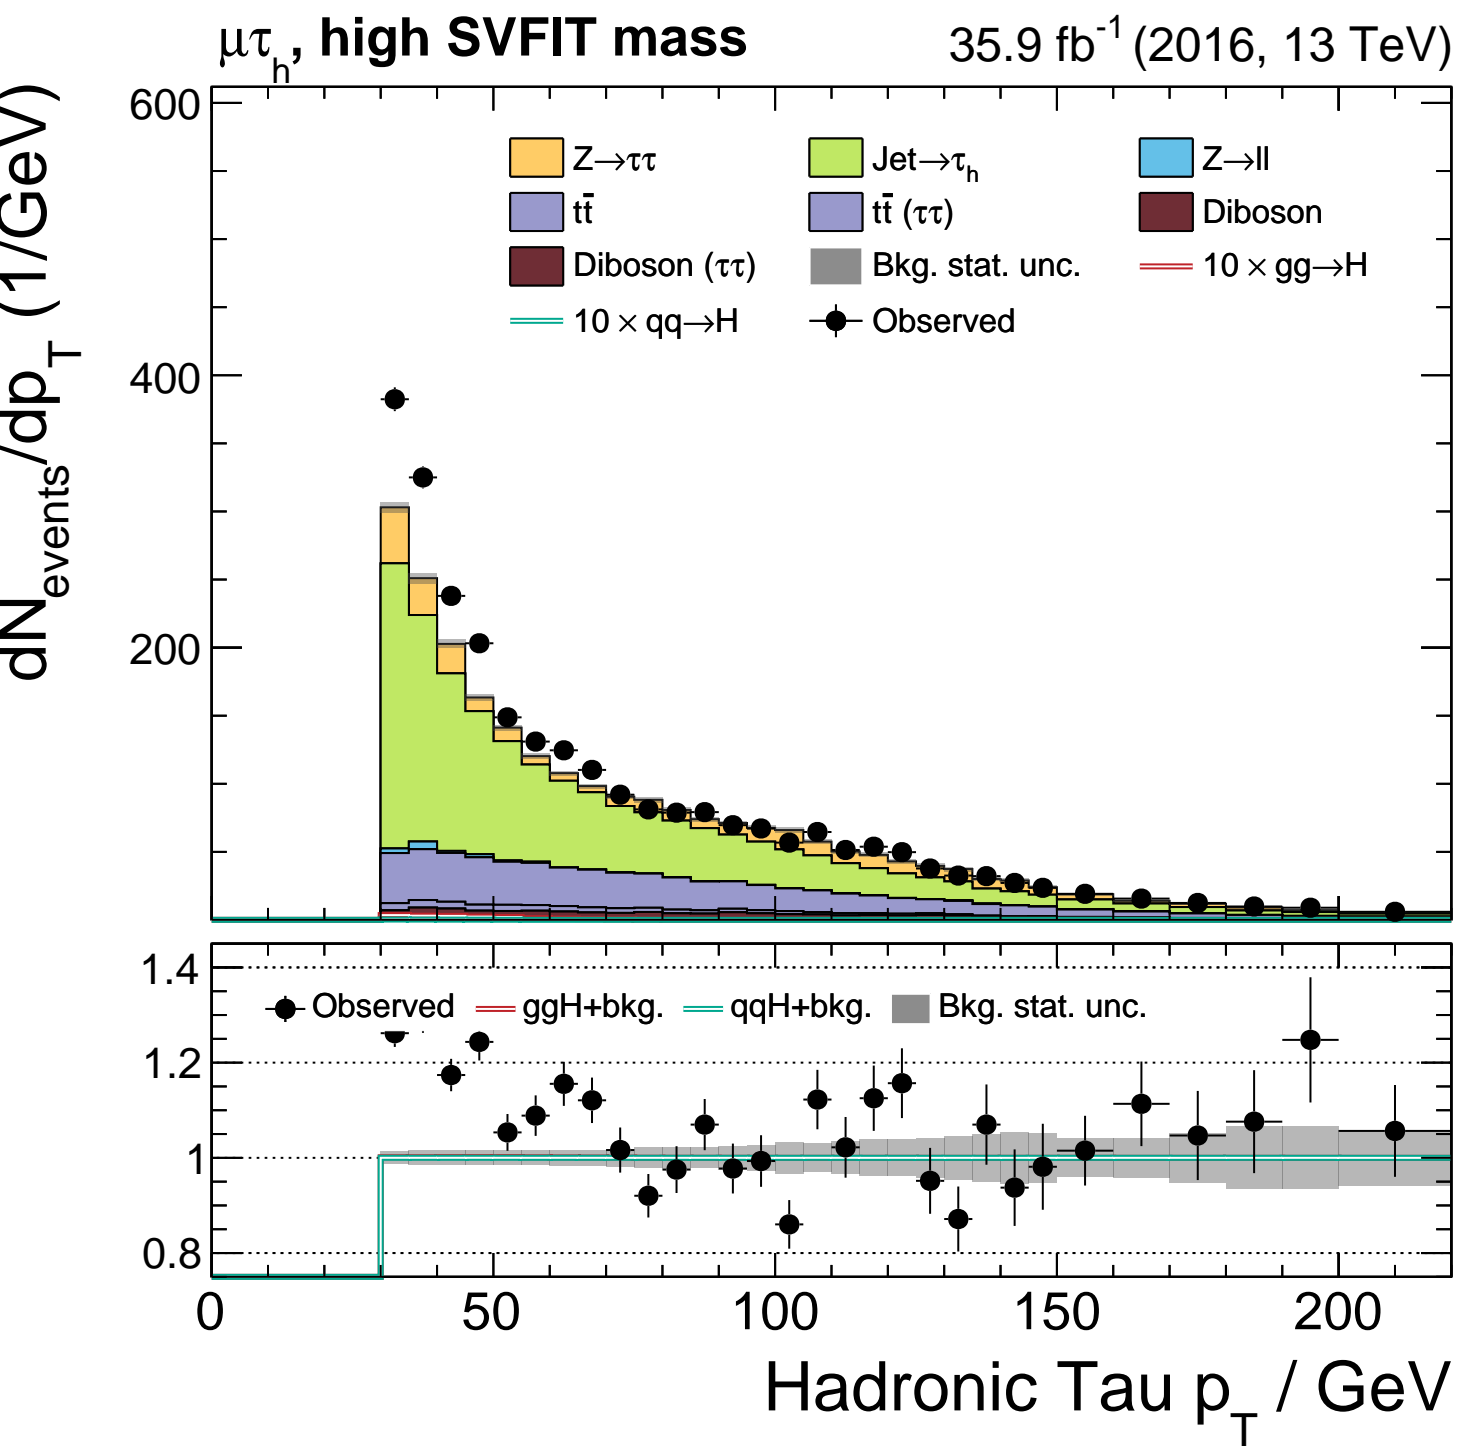 μτh, high SVFIT mass 35.9 fb-1 (2016, 13 TeV)
dNevents/dpT (1/GeV)
600
400
200
Z→ττ Jet→τh Z→ll
tt̄ tt̄ (ττ) Diboson
Diboson (ττ) Bkg. stat. unc. 10 × gg→H
10 × qq→H Observed
1.4
1.2
1
0.8
Observed ggH+bkg. qqH+bkg. Bkg. stat. unc.
0 50 100 150 200
Hadronic Tau pT / GeV